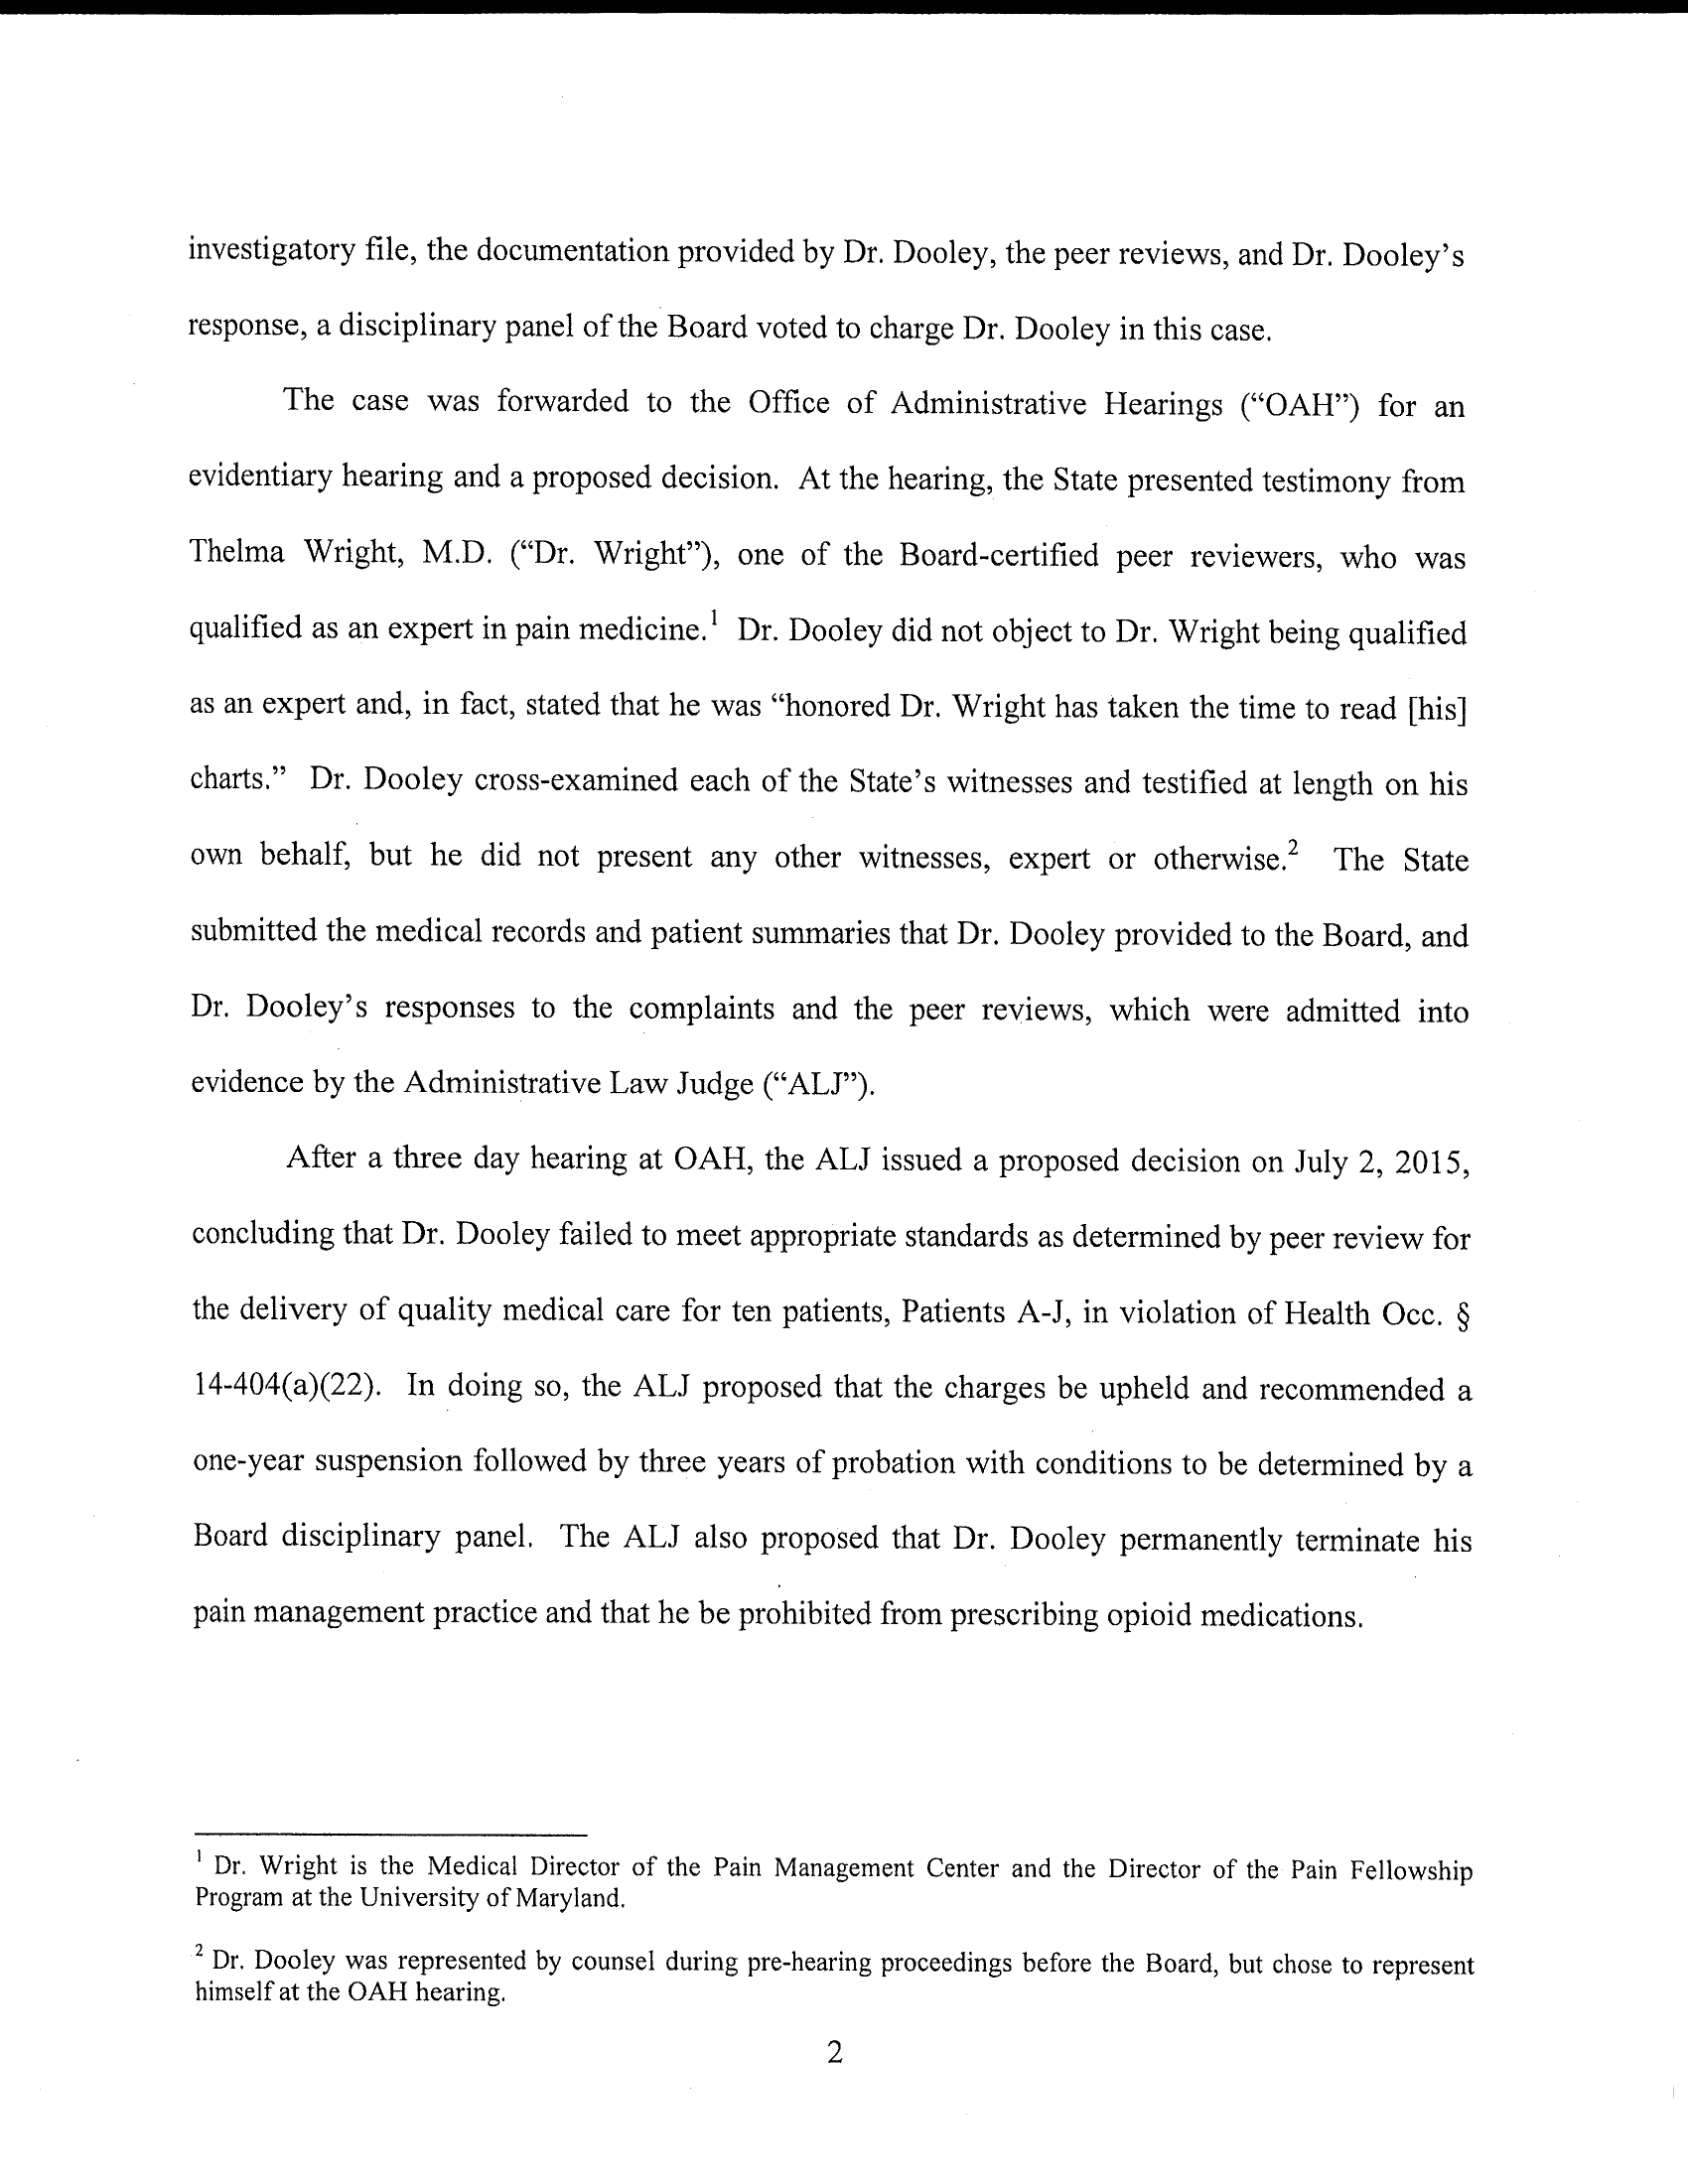 investigatory file, the documentation provided by Dr. Dooley, the peer reviews, and Dr. Dooley's
response, a disciplinary panel of the Board voted to charge Dr. Dooley in this case.
The case was forwarded to the Office of Administrative Hearings (“OAH”) for an
evidentiary hearing and a proposed decision. At the hearing, the State presented testimony from
Thelma Wright, M.D. (“Dr. Wright”), one of the Board-certified peer reviewers, who was
qualified as an expert in pain medicine.1 Dr. Dooley did not object to Dr. Wright being qualified
as an expert and, in fact, stated that he was “honored Dr. Wright has taken the time to read [his]
charts.” Dr. Dooley cross-examined each of the State’s witnesses and testified at length on his
own behalf, but he did not present any other witnesses, expert or otherwise.2 The State
submitted the medical records and patient summaries that Dr. Dooley provided to the Board, and
Dr. Dooley’s responses to the complaints and the peer reviews, which were admitted into
evidence by the Administrative Law Judge (“ALJ”).
After a three day hearing at OAH, the ALJ issued a proposed decision on July 2, 2015,
concluding that Dr. Dooley failed to meet appropriate standards as determined by peer review for
the delivery of quality medical care for ten patients, Patients A-J, in violation of Health Occ. §
14-404(a)(22). In doing so, the ALJ proposed that the charges be upheld and recommended a
one-year suspension followed by three years of probation with conditions to be determined by a
Board disciplinary panel. The ALJ also proposed that Dr. Dooley permanently terminate his
pain management practice and that he be prohibited from prescribing opioid medications.
1 Dr. Wright is the Medical Director of the Pain Management Center and the Director of the Pain Fellowship
Program at the University of Maryland.
2 Dr. Dooley was represented by counsel during pre-hearing proceedings before the Board, but chose to represent
himself at the OAH hearing.
2